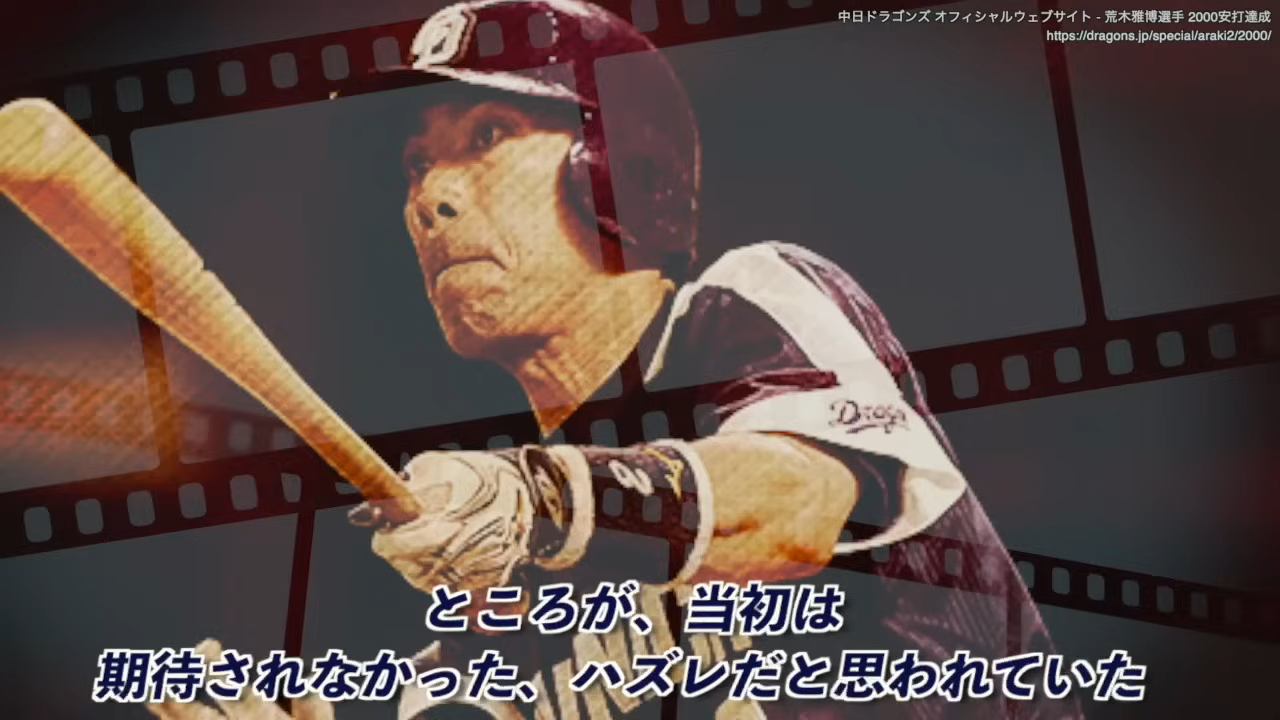 中日ドラゴンズ オフィシャルウェブサイト - 荒木雅博選手 2000安打達成
https://dragons.jp/special/araki2/2000/
ところが、当初は
期待されなかった、ハズレだと思われていた